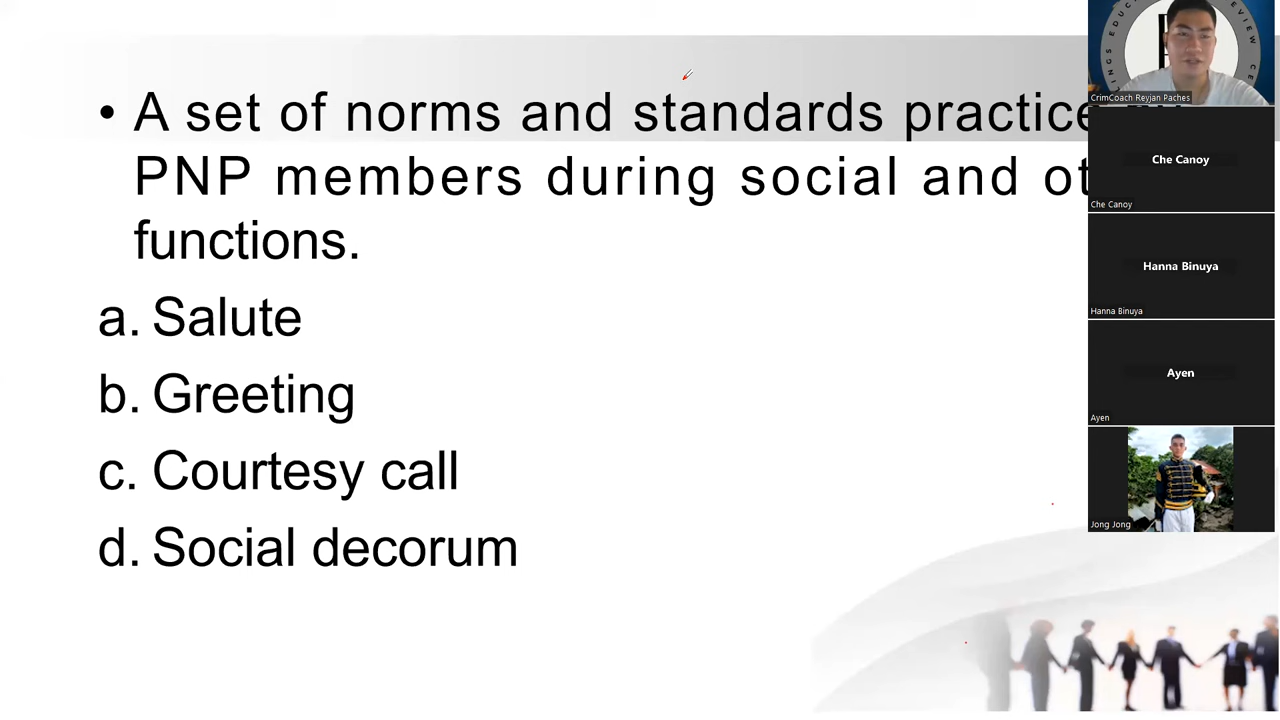 • A set of norms and standards practice
PNP members during social and ot
functions.
a. Salute
b. Greeting
c. Courtesy call
d. Social decorum
CrimCoach Reyjan Paches
Che Canoy
Che Canoy
Hanna Binuya
Hanna Binuya
Ayen
Ayen
Jong Jong